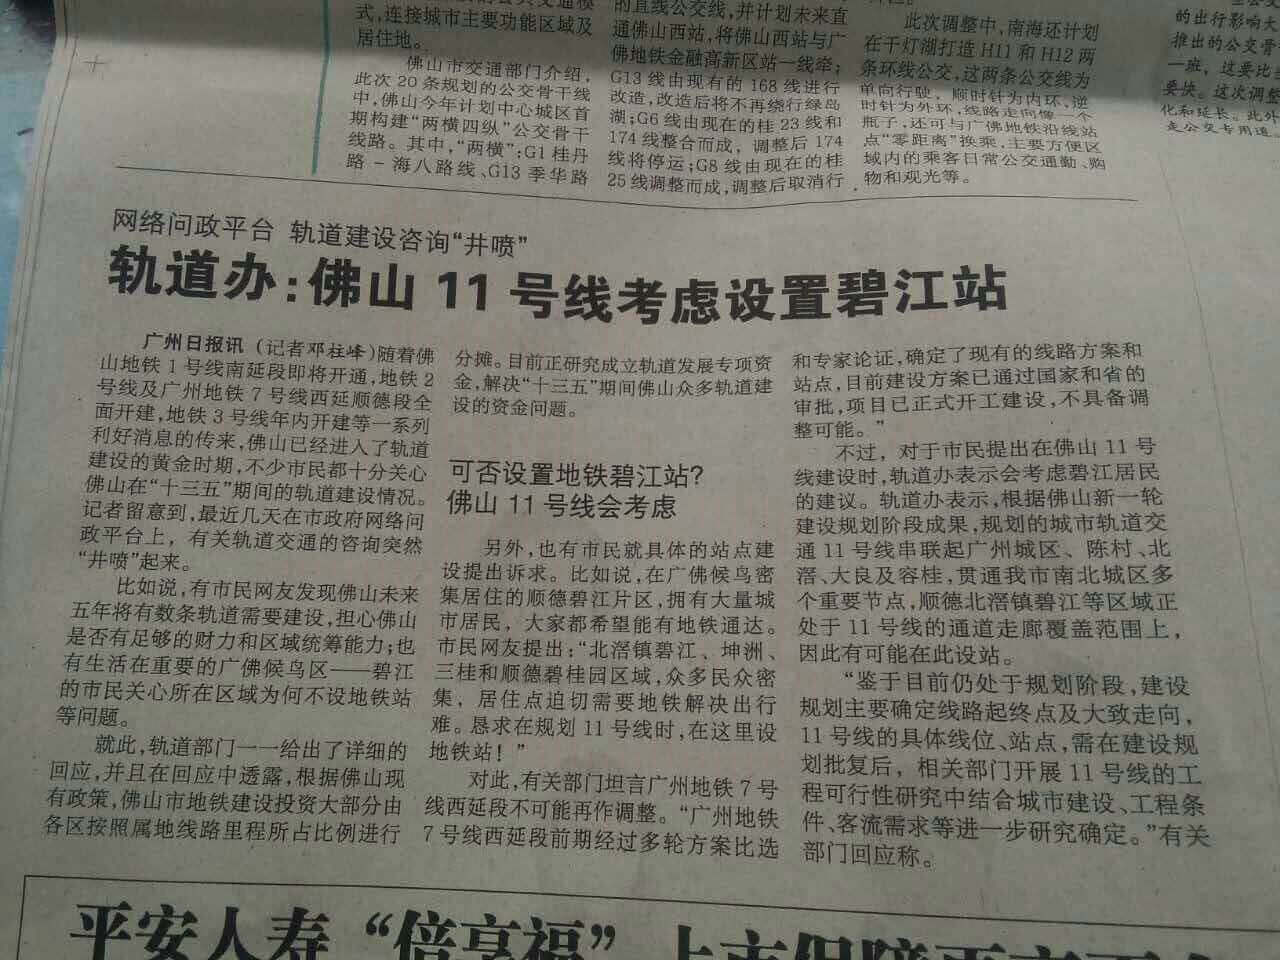 式,连接城市主要功能区域及
居住地。
佛山市交通部门介绍,
此次 20 条规划的公交骨干线
中,佛山今年计划中心城区首
期构建“两横四纵”公交骨干
线路。其中,“两横”:G1 桂丹
路－海八路线、G13 季华路
的直线公交线,并计划未来直
通佛山西站,将佛山西站与广
佛地铁金融高新区站一线牵;
G13 线由现有的 168 线进行
改造,改造后将不再绕行绿岛
湖;G6 线由现在的桂 23 线和
174 线整合而成,调整后 174
线将停运;G8 线由现在的桂
25 线调整而成,调整后取消行
此次调整中,南海还计划
在千灯湖打造 H11 和 H12 两
条环线公交,这两条公交线为
单向行驶,顺时针为内环,逆
时针为外环,线路走向像一个
瓶子,还可与广佛地铁沿线站
点“零距离”换乘,主要方便区
域内的乘客日常公交通勤、购
物和观光等。
的出行影响大
推出的公交骨
一班,这要比
要快。这次调整
化和延长。此外
走公交专用道
网络问政平台 轨道建设咨询“井喷”
轨道办:佛山 11 号线考虑设置碧江站
广州日报讯 (记者邓柱峰)随着佛
山地铁 1 号线南延段即将开通,地铁 2
号线及广州地铁 7 号线西延顺德段全
面开建,地铁 3 号线年内开建等一系列
利好消息的传来,佛山已经进入了轨道
建设的黄金时期,不少市民都十分关心
佛山在“十三五”期间的轨道建设情况。
记者留意到,最近几天在市政府网络问
政平台上,有关轨道交通的咨询突然
“井喷”起来。
比如说,有市民网友发现佛山未来
五年将有数条轨道需要建设,担心佛山
是否有足够的财力和区域统筹能力;也
有生活在重要的广佛候鸟区——碧江
的市民关心所在区域为何不设地铁站
等问题。
就此,轨道部门一一给出了详细的
回应,并且在回应中透露,根据佛山现
有政策,佛山市地铁建设投资大部分由
各区按照属地线路里程所占比例进行
分摊。目前正研究成立轨道发展专项资
金,解决“十三五”期间佛山众多轨道建
设的资金问题。
可否设置地铁碧江站?
佛山 11 号线会考虑
另外,也有市民就具体的站点建
设提出诉求。比如说,在广佛候鸟密
集居住的顺德碧江片区,拥有大量城
市居民,大家都希望能有地铁通达。
市民网友提出:“北滘镇碧江、坤洲、
三桂和顺德碧桂园区域,众多民众密
集,居住点迫切需要地铁解决出行
难。恳求在规划 11 号线时,在这里设
地铁站!”
对此,有关部门坦言广州地铁 7 号
线西延段不可能再作调整。“广州地铁
7 号线西延段前期经过多轮方案比选
和专家论证,确定了现有的线路方案和
站点,目前建设方案已通过国家和省的
审批,项目已正式开工建设,不具备调
整可能。”
不过,对于市民提出在佛山 11 号
线建设时,轨道办表示会考虑碧江居民
的建议。轨道办表示,根据佛山新一轮
建设规划阶段成果,规划的城市轨道交
通 11 号线串联起广州城区、陈村、北
滘、大良及容桂,贯通我市南北城区多
个重要节点,顺德北滘镇碧江等区域正
处于 11 号线的通道走廊覆盖范围上,
因此有可能在此设站。
“鉴于目前仍处于规划阶段,建设
规划主要确定线路起终点及大致走向,
11 号线的具体线位、站点,需在建设规
划批复后,相关部门开展 11 号线的工
程可行性研究中结合城市建设、工程条
件、客流需求等进一步研究确定。”有关
部门回应称。
平安人寿“倍享福”上市保障